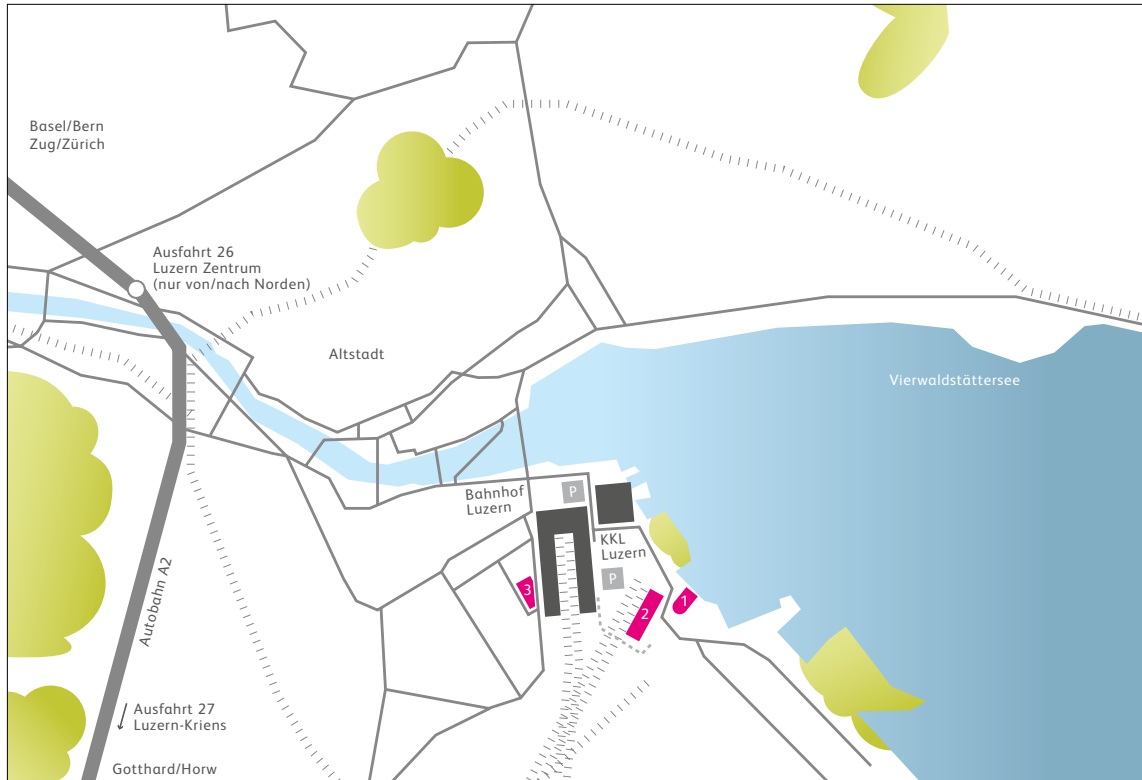 Basel/Bern
Zug/Zürich
Ausfahrt 26
Luzern Zentrum
(nur von/nach Norden)
Altstadt
Vierwaldstättersee
Bahnhof
Luzern
P
KKL
Luzern
P
3
2
1
Autobahn A2
Ausfahrt 27
Luzern-Kriens
Gotthard/Horw